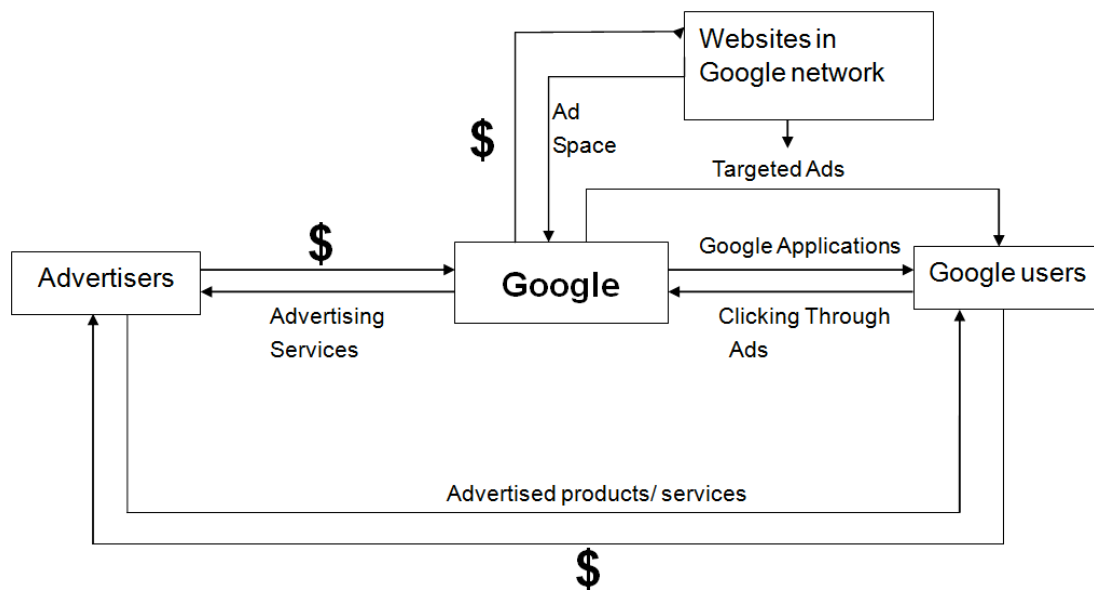 Websites in
Google network
Ad
Space
$
Targeted Ads
$
Google Applications
Advertisers
Google
Google users
Advertising
Services
Clicking Through
Ads
Advertised products/ services
$